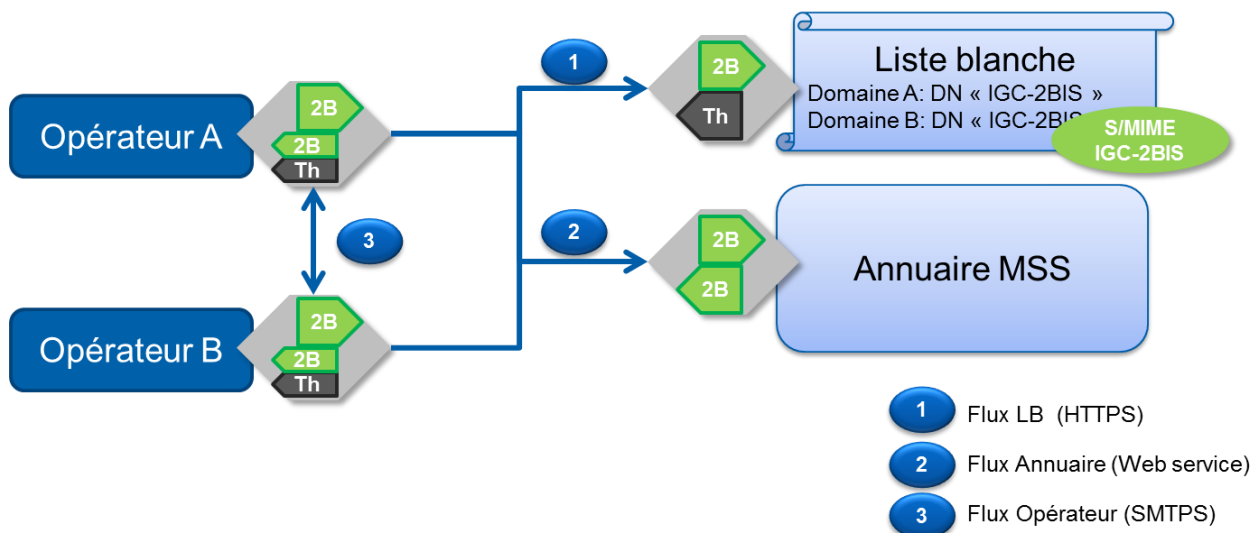 1
2B
Th
Liste blanche
Domaine A: DN « IGC-2BIS »
Domaine B: DN « IGC-2BIS
S/MIME
IGC-2BIS
Opérateur A
2B
2B
Th
3
2
2B
2B
Annuaire MSS
Opérateur B
2B
2B
Th
1 Flux LB (HTTPS)
2 Flux Annuaire (Web service)
3 Flux Opérateur (SMTPS)